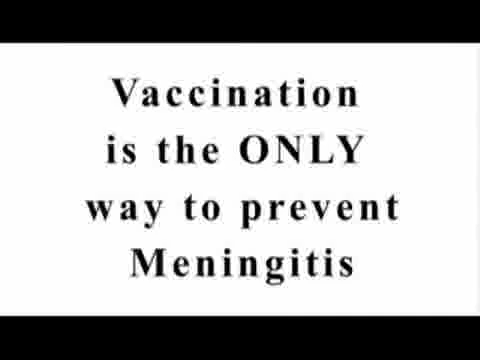 Vaccination
is the ONLY
way to prevent
Meningitis